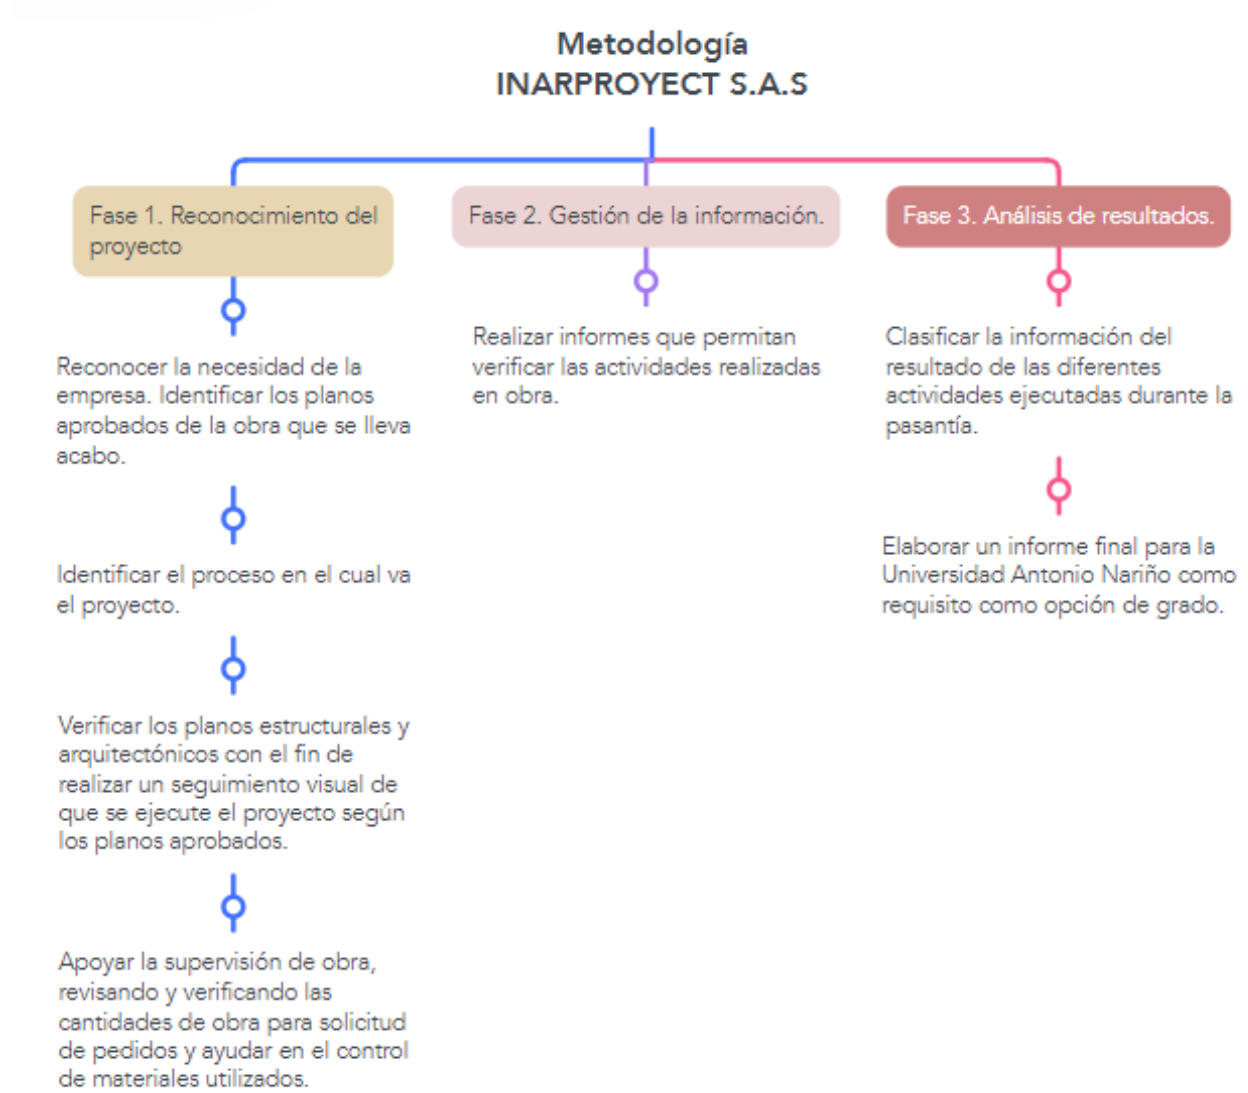 Metodología
INARPROYECT S.A.S
Fase 1. Reconocimiento del
proyecto
Reconocer la necesidad de la
empresa. Identificar los planos
aprobados de la obra que se lleva
acabo.
Identificar el proceso en el cual va
el proyecto.
Verificar los planos estructurales y
arquitectónicos con el fin de
realizar un seguimiento visual de
que se ejecute el proyecto según
los planos aprobados.
Apoyar la supervisión de obra,
revisando y verificando las
cantidades de obra para solicitud
de pedidos y ayudar en el control
de materiales utilizados.
Fase 2. Gestión de la información.
Realizar informes que permitan
verificar las actividades realizadas
en obra.
Fase 3. Análisis de resultados.
Clasificar la información del
resultado de las diferentes
actividades ejecutadas durante la
pasantía.
Elaborar un informe final para la
Universidad Antonio Nariño como
requisito como opción de grado.